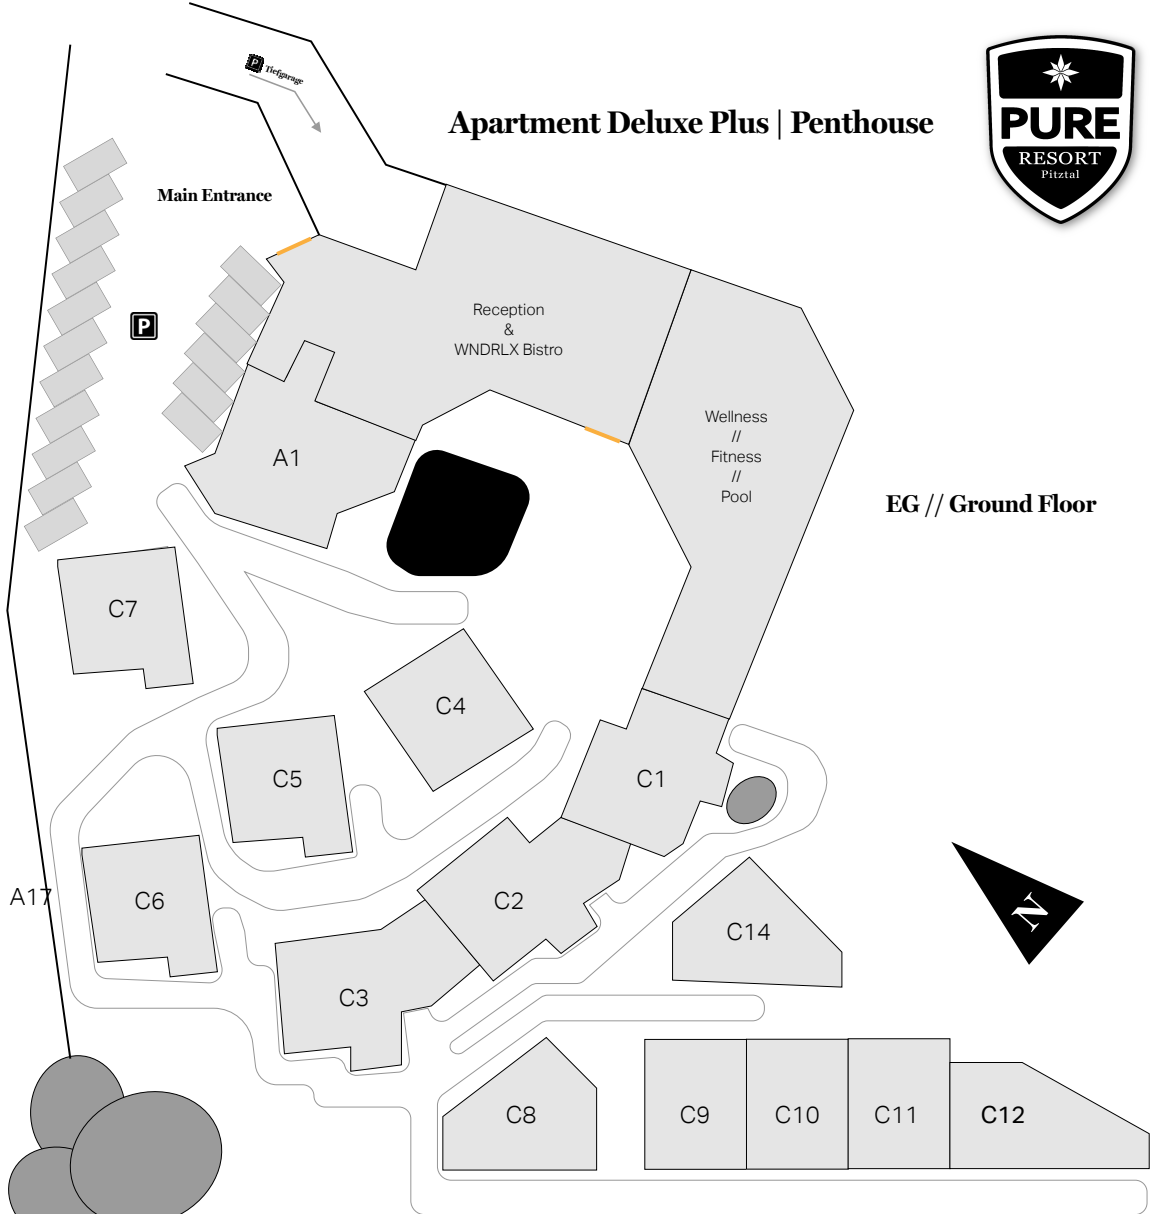 P Tiefgarage
Apartment Deluxe Plus | Penthouse
PURE
RESORT
Pitztal
Main Entrance
P
Reception
&
WNDRLX Bistro
Wellness
//
Fitness
//
Pool
A1
EG // Ground Floor
C7
C4
C5
C1
A17
C6
C2
C14
N
C3
C8
C9
C10
C11
C12